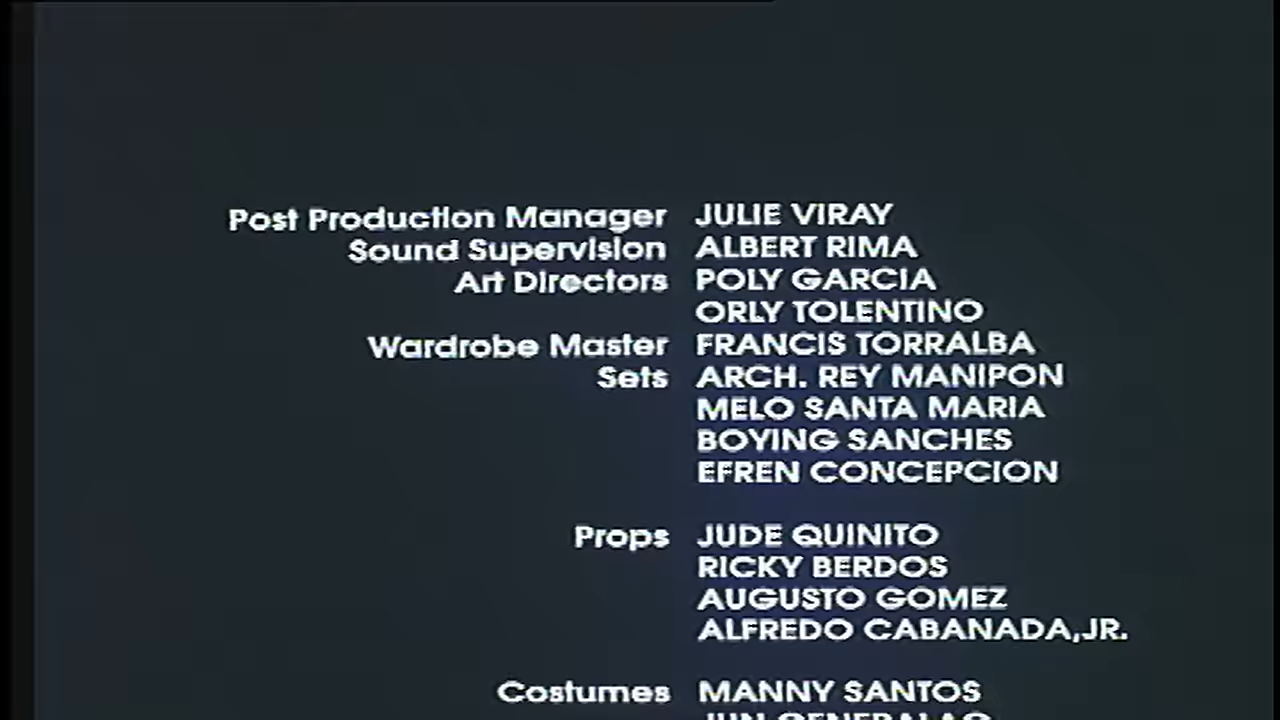 Post Production Manager JULIE VIRAY
Sound Supervision ALBERT RIMA
Art Directors POLY GARCIA
ORLY TOLENTINO
Wardrobe Master FRANCIS TORRALBA
Sets ARCH. REY MANIPON
MELO SANTA MARIA
BOYING SANCHES
EFREN CONCEPCION
Props JUDE QUINITO
RICKY BERDOS
AUGUSTO GOMEZ
ALFREDO CABANADA,JR.
Costumes MANNY SANTOS
JUN